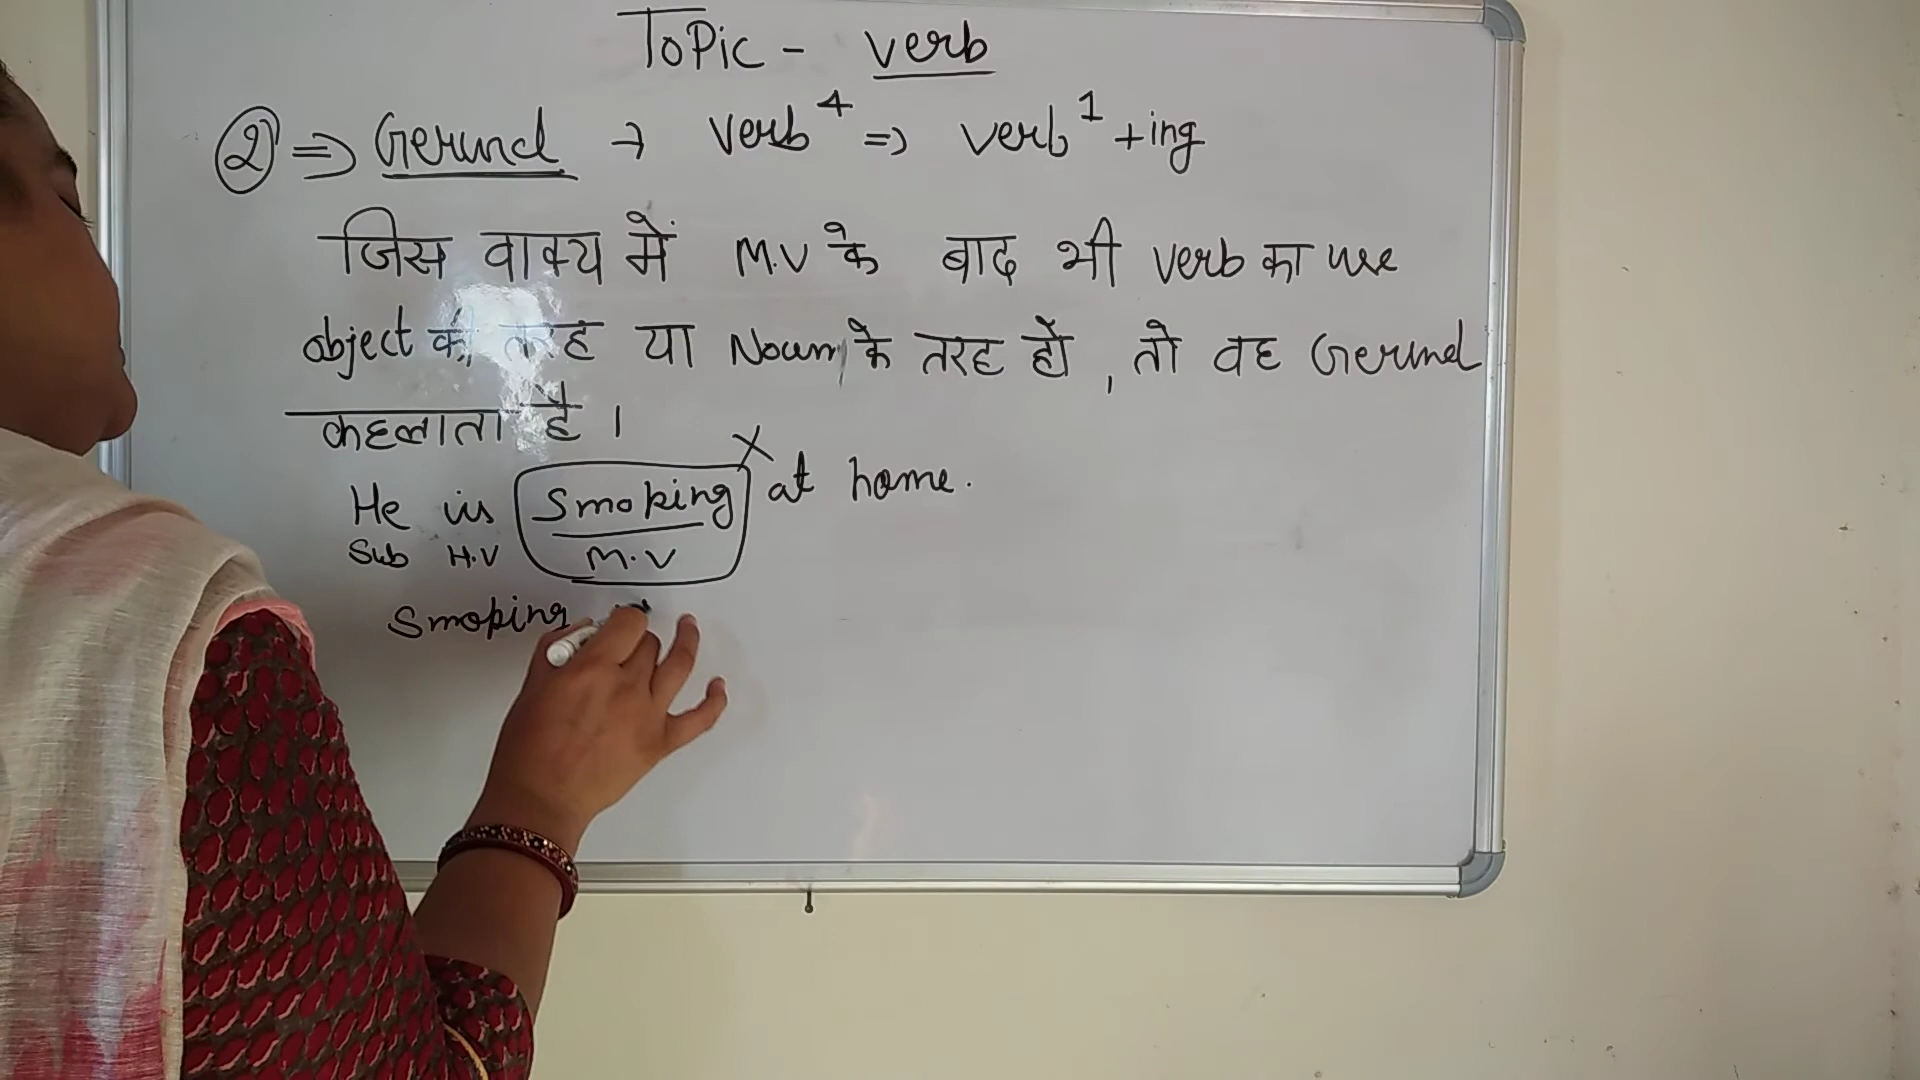 Topic - verb
② ⇒ Gerund → verb⁴ ⇒ verb¹ +ing
जिस वाक्य में M.V के बाद भी verb का use
object की तरह या Noun के तरह हो , तो वह Gerund
कहलाता है ।
He is Smoking X at home.
Sub H.V M.V
Smoking